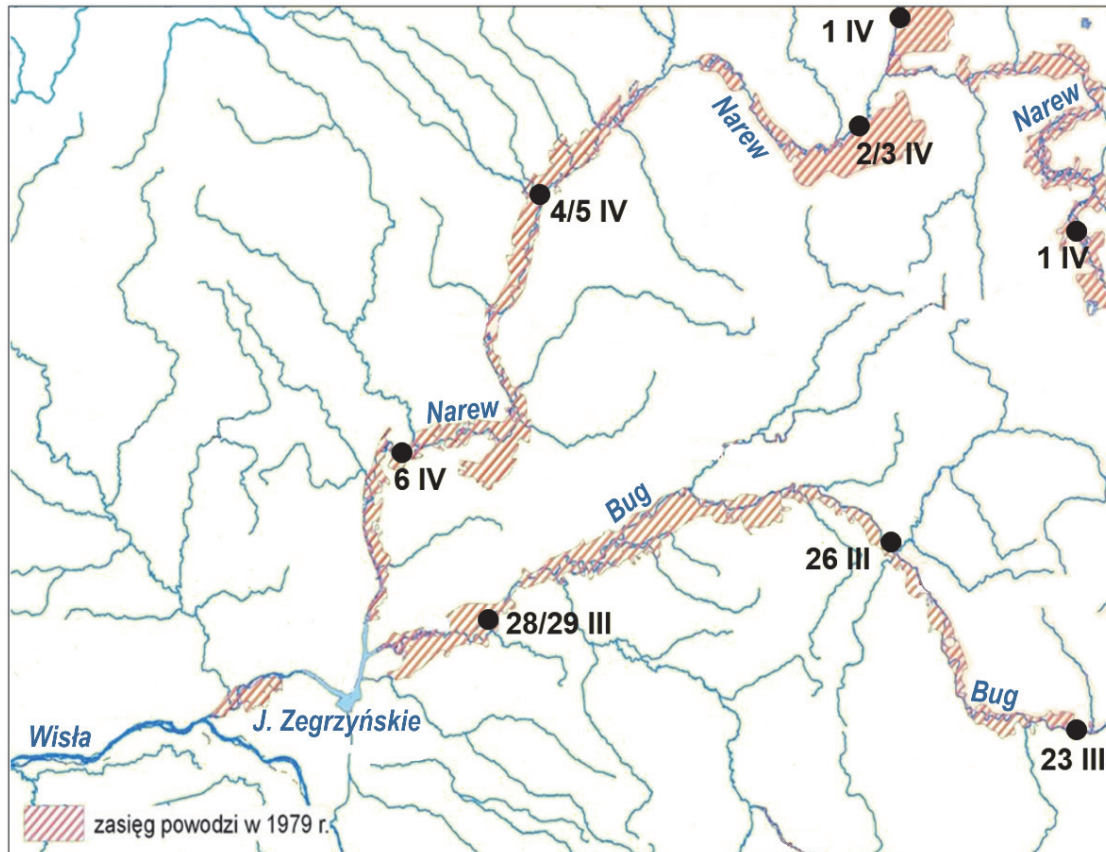 1 IV
Narew
Narew
2/3 IV
4/5 IV
1 IV
Narew
6 IV
Bug
26 III
28/29 III
Bug
J. Zegrzyńskie
Wisła
23 III
zasięg powodzi w 1979 r.